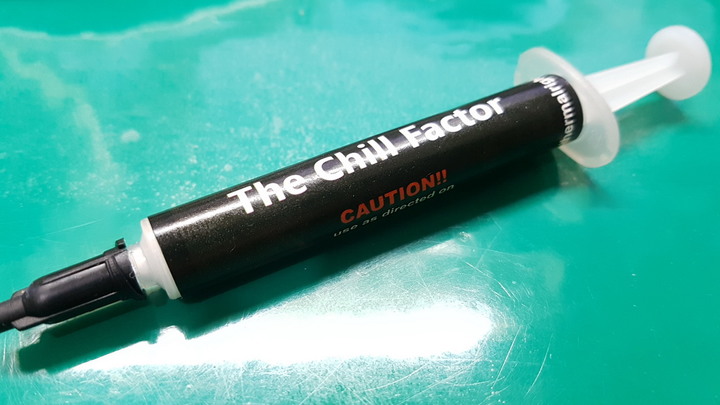 The Chill Factor
CAUTION!!
use as directed on